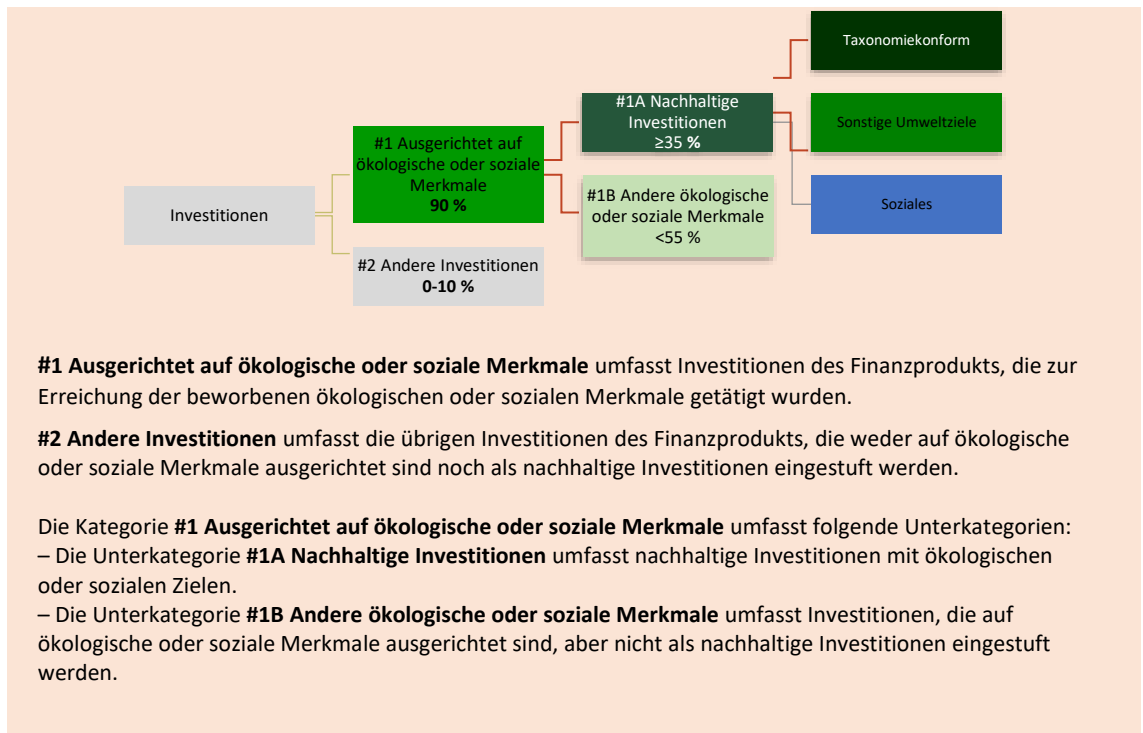 Taxonomiekonform
#1A Nachhaltige
Investitionen
≥35 %
Sonstige Umweltziele
#1 Ausgerichtet auf
ökologische oder soziale
Merkmale
90 %
#1B Andere ökologische
oder soziale Merkmale
<55 %
Soziales
Investitionen
#2 Andere Investitionen
0-10 %
#1 Ausgerichtet auf ökologische oder soziale Merkmale umfasst Investitionen des Finanzprodukts, die zur
Erreichung der beworbenen ökologischen oder sozialen Merkmale getätigt wurden.
#2 Andere Investitionen umfasst die übrigen Investitionen des Finanzprodukts, die weder auf ökologische
oder soziale Merkmale ausgerichtet sind noch als nachhaltige Investitionen eingestuft werden.
Die Kategorie #1 Ausgerichtet auf ökologische oder soziale Merkmale umfasst folgende Unterkategorien:
– Die Unterkategorie #1A Nachhaltige Investitionen umfasst nachhaltige Investitionen mit ökologischen
oder sozialen Zielen.
– Die Unterkategorie #1B Andere ökologische oder soziale Merkmale umfasst Investitionen, die auf
ökologische oder soziale Merkmale ausgerichtet sind, aber nicht als nachhaltige Investitionen eingestuft
werden.